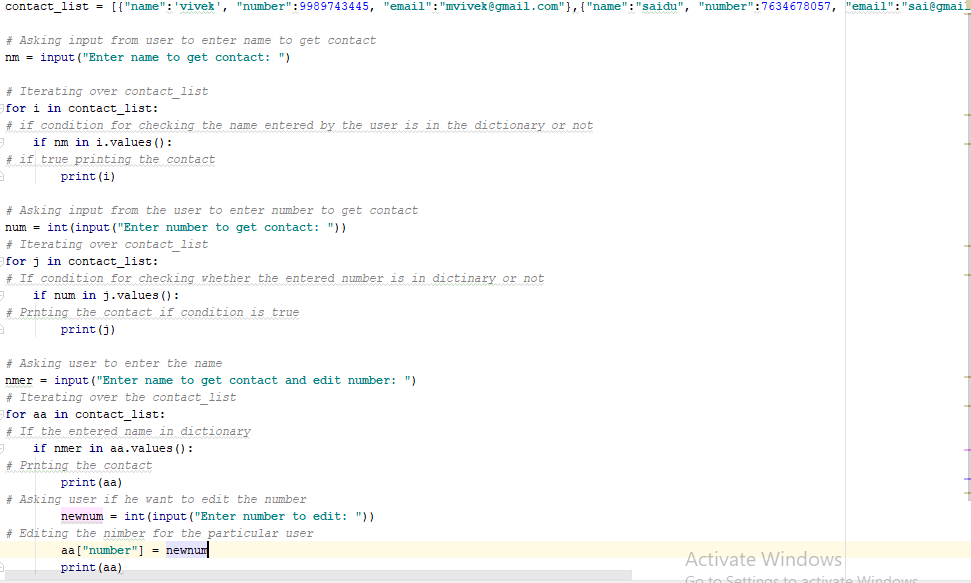 contact_list = [{"name":'vivek', "number":9989743445, "email":"mvivek@gmail.com"},{"name":"saidu", "number":7634678057, "email":"sai@gmai
# Asking input from user to enter name to get contact
nm = input("Enter name to get contact: ")
# Iterating over contact_list
for i in contact_list:
# if condition for checking the name entered by the user is in the dictionary or not
    if nm in i.values():
# if true printing the contact
        print(i)
# Asking input from the user to enter number to get contact
num = int(input("Enter number to get contact: "))
# Iterating over contact_list
for j in contact_list:
# If condition for checking whether the entered number is in dictinary or not
    if num in j.values():
# Prnting the contact if condition is true
        print(j)
# Asking user to enter the name
nmer = input("Enter name to get contact and edit number: ")
# Iterating over the contact_list
for aa in contact_list:
# If the entered name in dictionary
    if nmer in aa.values():
# Prnting the contact
        print(aa)
# Asking user if he want to edit the number
        newnum = int(input("Enter number to edit: "))
# Editing the nimber for the particular user
        aa["number"] = newnum
        print(aa)
Activate Windows
Go to Settings to activate Windows.